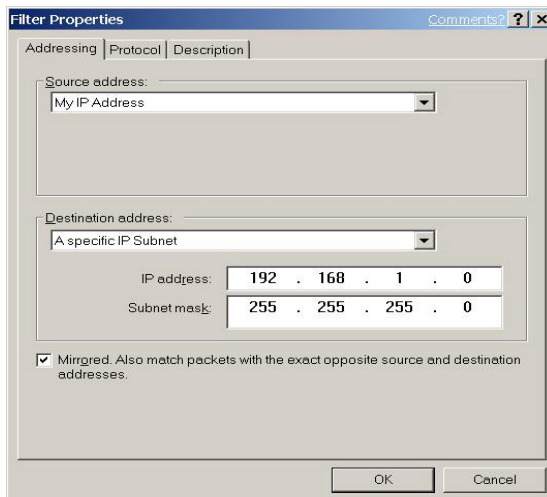 Filter Properties Comments? ? x
Addressing Protocol Description
Source address:
My IP Address
Destination address:
A specific IP Subnet
IP address: 192 . 168 . 1 . 0
Subnet mask: 255 . 255 . 255 . 0
Mirrored. Also match packets with the exact opposite source and destination
addresses.
OK Cancel